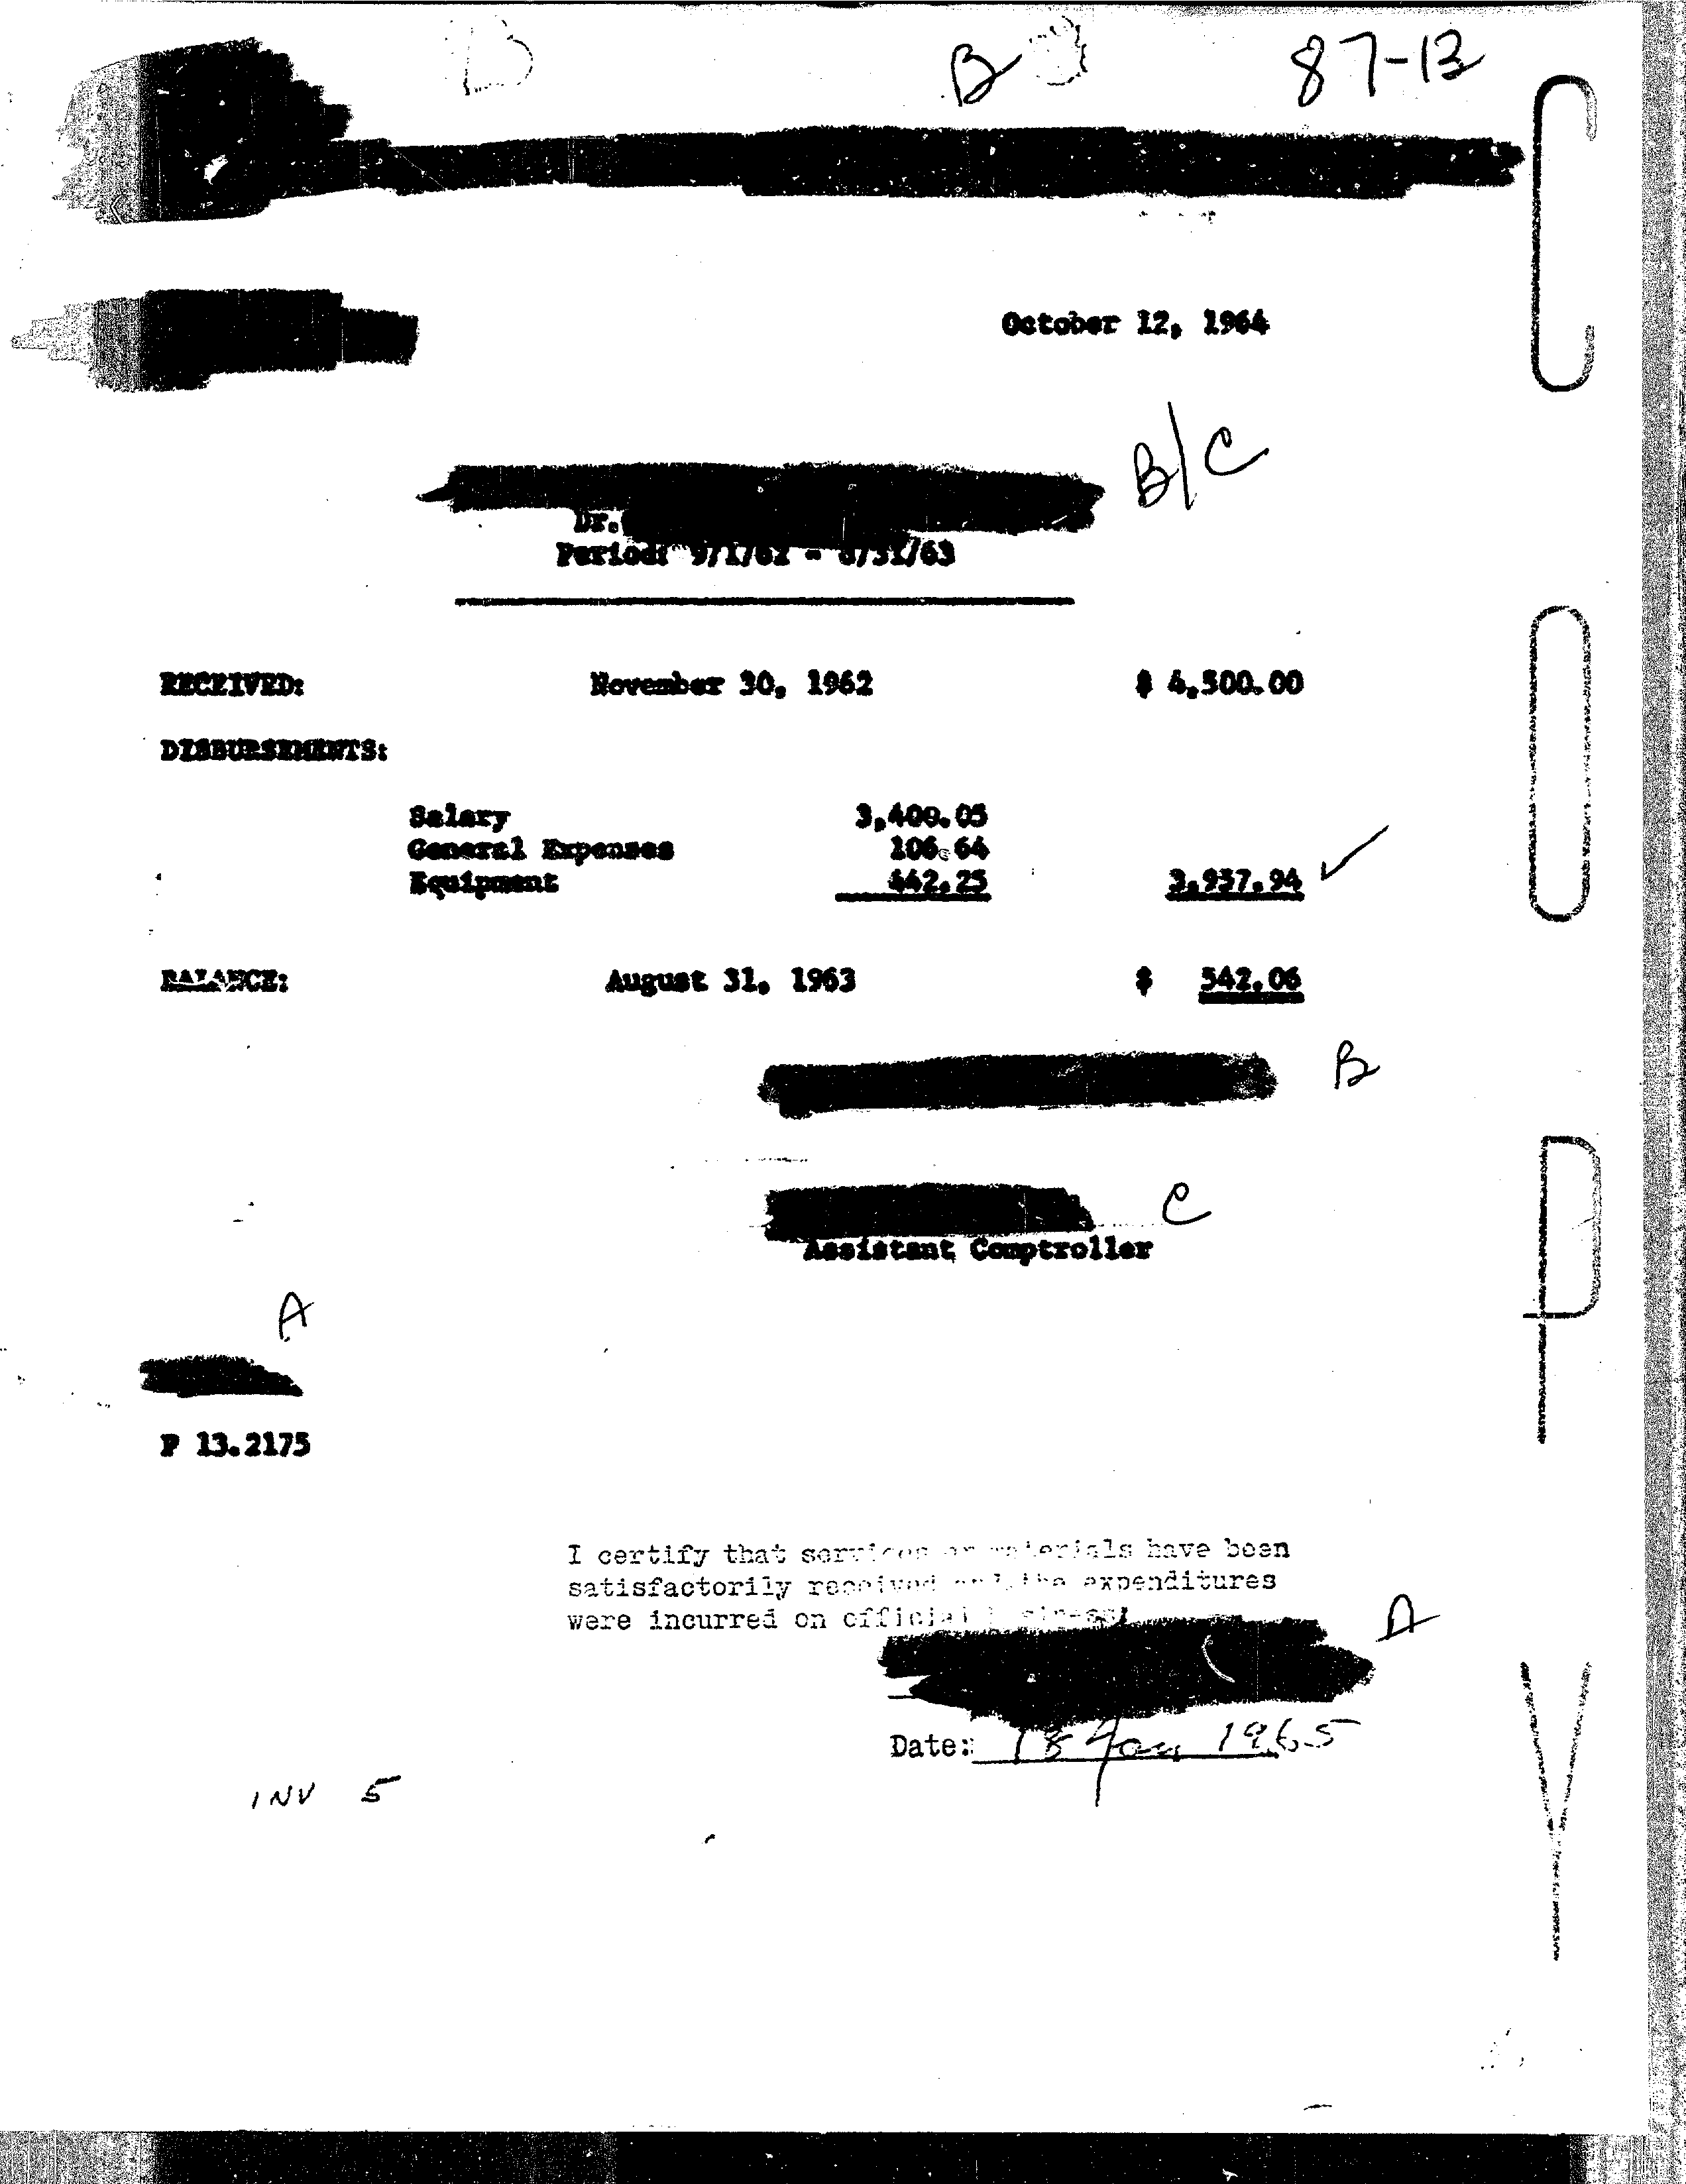 B 87-13
October 12, 1964
B/C
Dr.
Period: 9/1/62 - 8/31/63
RECEIVED: November 30, 1962 $ 4,500.00
DISBURSEMENTS:
Salary 3,409.05
General Expenses 106.64
Equipment 442.25 3,957.94
BALANCE: August 31, 1963 $ 542.06
B
C
Assistant Comptroller
A
P 13.2175
I certify that services or materials have been
satisfactorily received and the expenditures
were incurred on official business
A
Date: 18 Jan 1965
INV 5
COPY